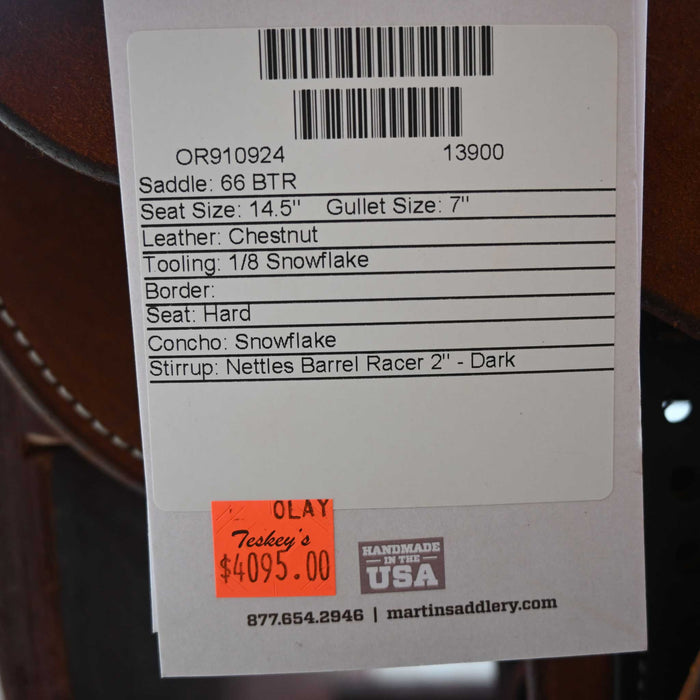 OR910924 13900
Saddle: 66 BTR
Seat Size: 14.5" Gullet Size: 7"
Leather: Chestnut
Tooling: 1/8 Snowflake
Border:
Seat: Hard
Concho: Snowflake
Stirrup: Nettles Barrel Racer 2" - Dark
OLAY
Teskey's
$4095.00
HANDMADE
IN THE
USA
877.654.2946 | martinsaddlery.com